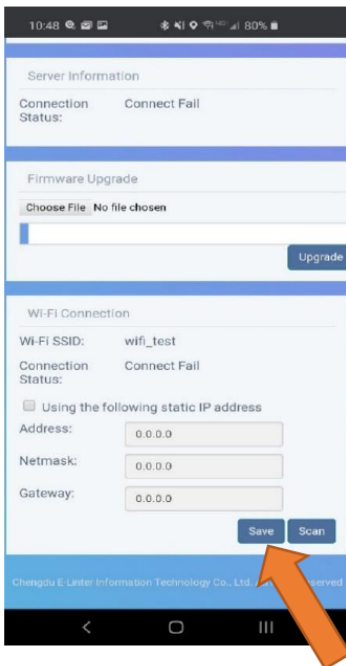 10:48 80%
Server Information
Connection Status: Connect Fail
Firmware Upgrade
Choose File No file chosen
Upgrade
Wi-Fi Connection
Wi-Fi SSID: wifi_test
Connection Status: Connect Fail
Using the following static IP address
Address: 0.0.0.0
Netmask: 0.0.0.0
Gateway: 0.0.0.0
Save Scan
Chengdu E-Linter Information Technology Co., Ltd.